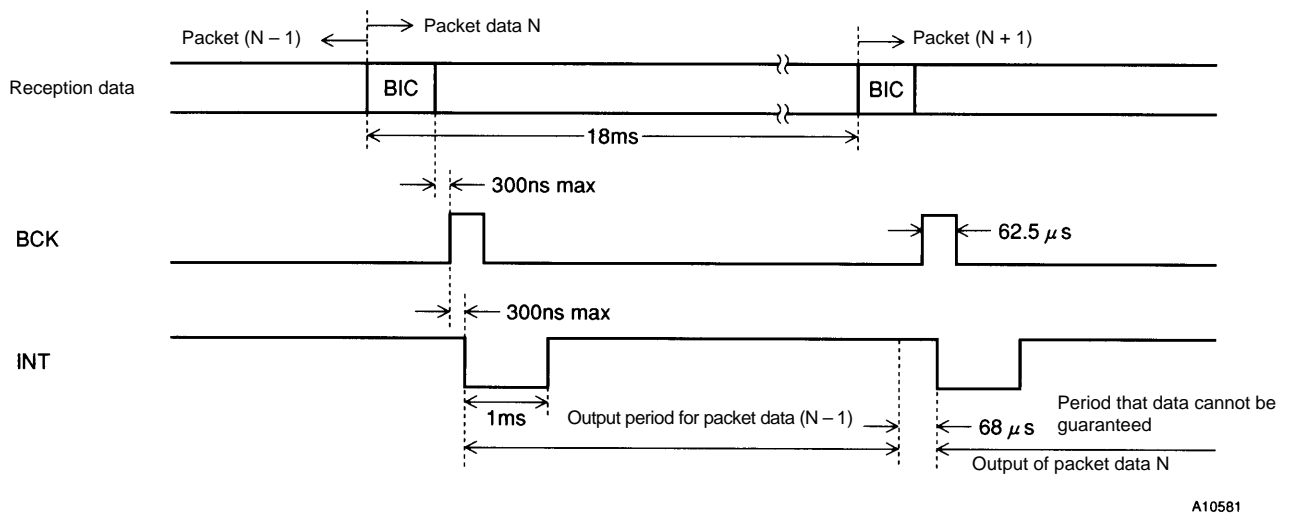 Packet (N – 1)
Packet data N
Packet (N + 1)
Reception data
BIC
BIC
18ms
300ns max
BCK
62.5 μs
300ns max
INT
1ms
Output period for packet data (N – 1)
68 μs
Period that data cannot be
guaranteed
Output of packet data N
A10581